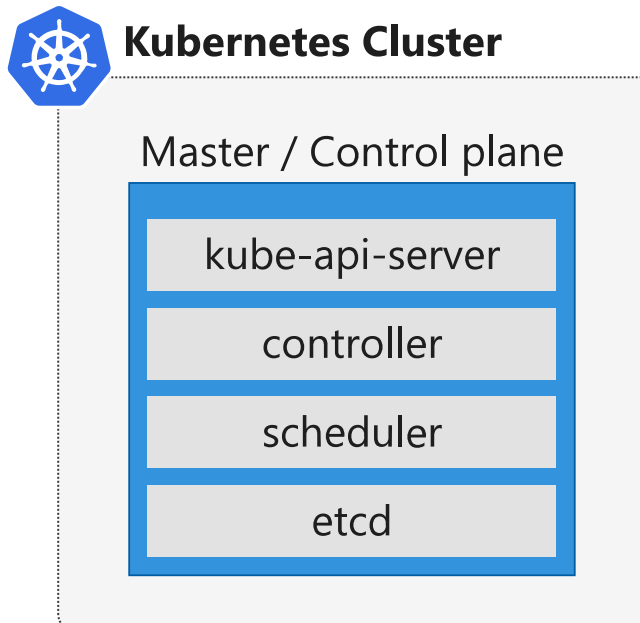 Kubernetes Cluster
Master / Control plane
kube-api-server
controller
scheduler
etcd